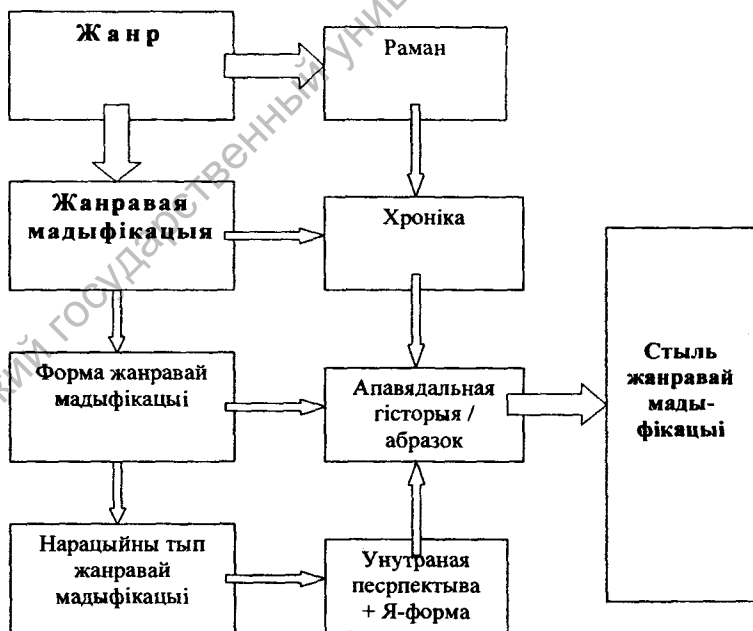 Жанр
Раман
Жанравая
мадыфікацыя
Хроніка
Форма жанравай
мадыфікацыі
Апавядальная
гісторыя /
абразок
Стыль
жанравай
мады-
фікацыі
Нарацыйны тып
жанравай
мадыфікацыі
Унутраная
песрпектыва
+ Я-форма
государственный